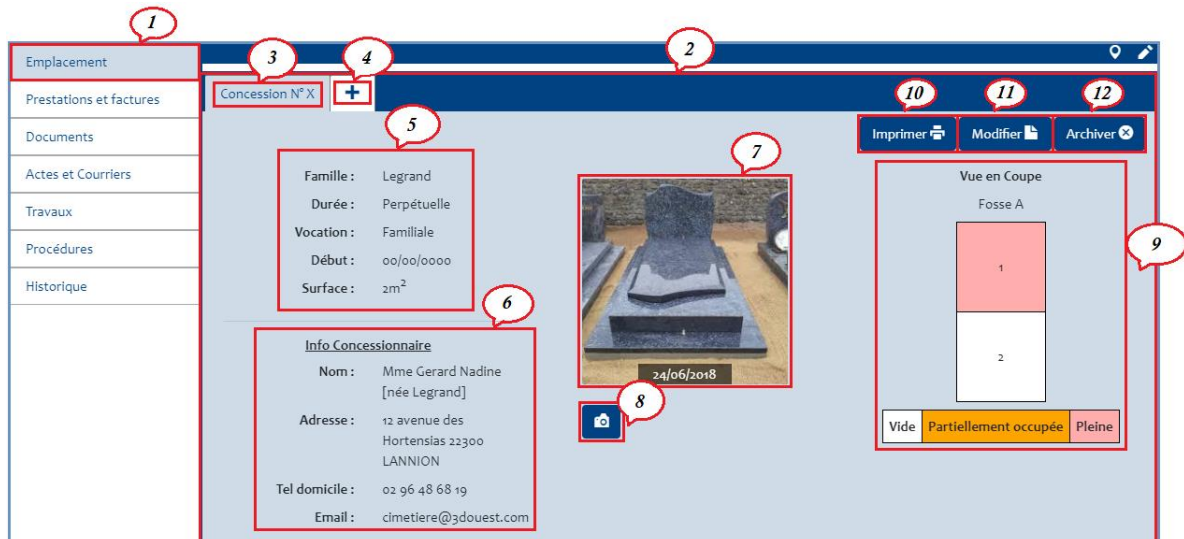 1
Emplacement
Prestations et factures
Documents
Actes et Courriers
Travaux
Procédures
Historique
2
3
4
Concession N° X
10
11
12
Imprimer
Modifier
Archiver
5
Famille : Legrand
Durée : Perpétuelle
Vocation : Familiale
Début : 00/00/0000
Surface : 2m²
6
Info Concessionnaire
Nom : Mme Gerard Nadine
[née Legrand]
Adresse : 12 avenue des
Hortensias 22300
LANNION
Tel domicile : 02 96 48 68 19
Email : cimetiere@3douest.com
7
24/06/2018
8
9
Vue en Coupe
Fosse A
1
2
Vide Partiellement occupée Pleine